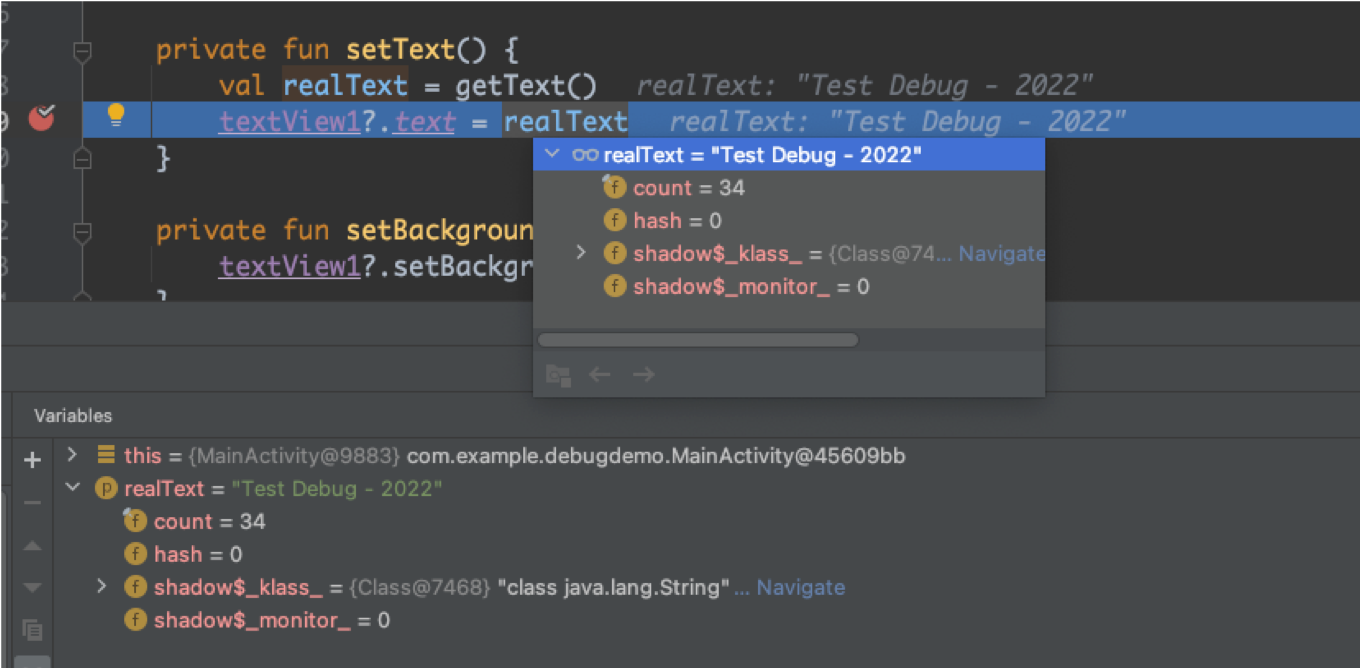 private fun setText() {
val realText = getText() realText: "Test Debug - 2022"
textView1?.text = realText realText: "Test Debug - 2022"
}
private fun setBackgroun
textView1?.setBackgr
realText = "Test Debug - 2022"
count = 34
hash = 0
shadow$_klass_ = {Class@74... Navigate
shadow$_monitor_ = 0
Variables
this = {MainActivity@9883} com.example.debugdemo.MainActivity@45609bb
realText = "Test Debug - 2022"
count = 34
hash = 0
shadow$_klass_ = {Class@7468} "class java.lang.String"... Navigate
shadow$_monitor_ = 0